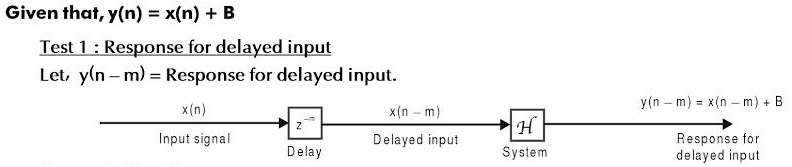 Given that, y(n) = x(n) + B
Test 1 : Response for delayed input
Let, y(n – m) = Response for delayed input.
x(n)
Input signal
z⁻ᵐ
Delay
x(n – m)
Delayed input
ℋ
System
y(n – m) = x(n – m) + B
Response for
delayed input